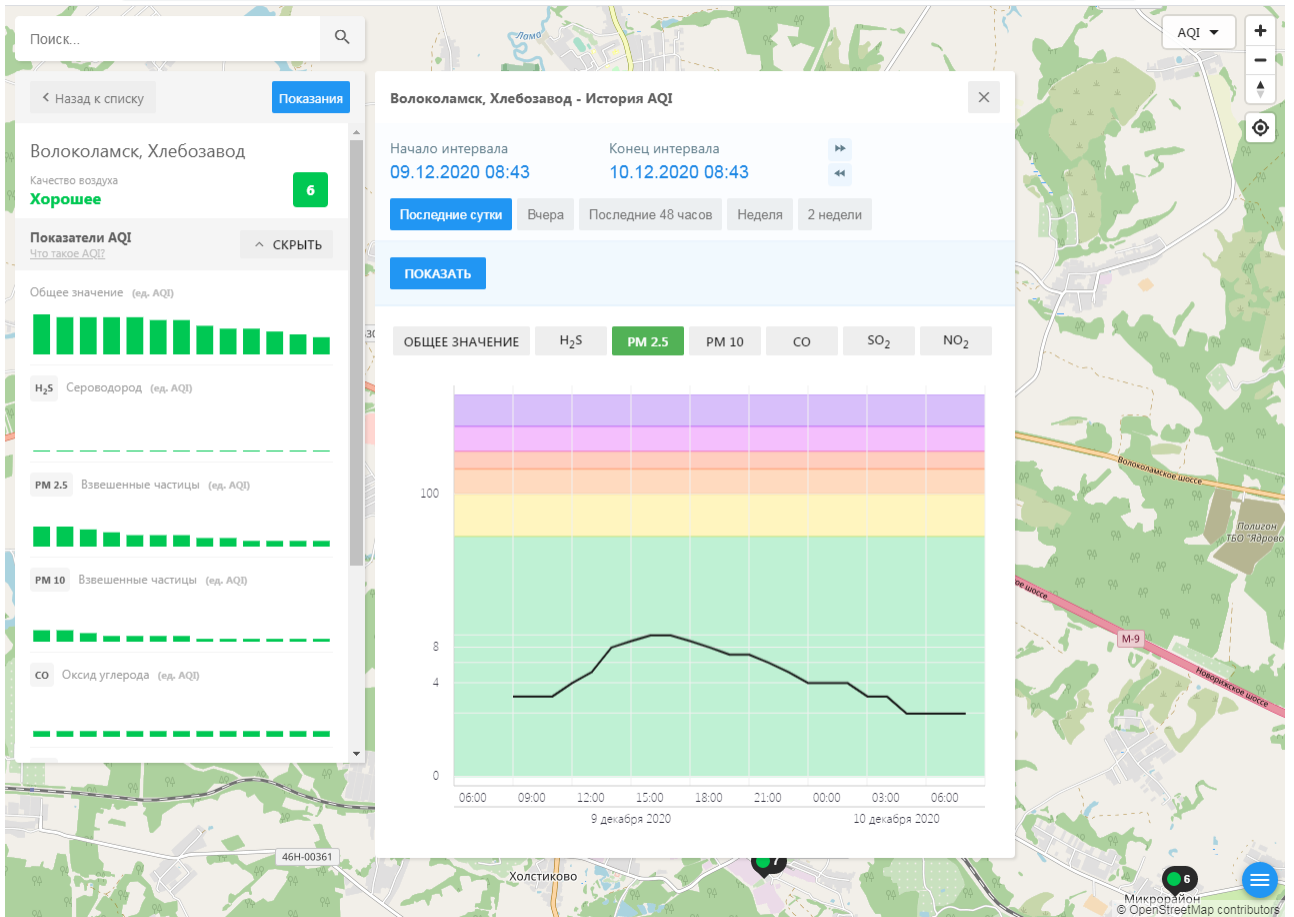 Поиск...
Ломо
AQI
Назад к списку
Показания
Волоколамск, Хлебозавод
Качество воздуха
Хорошее
6
Показатели AQI
Что такое AQI?
СКРЫТЬ
Общее значение (ед. AQI)
H2S Сероводород (ед. AQI)
PM 2.5 Взвешенные частицы (ед. AQI)
PM 10 Взвешенные частицы (ед. AQI)
CO Оксид углерода (ед. AQI)
Волоколамск, Хлебозавод - История AQI
Начало интервала
09.12.2020 08:43
Конец интервала
10.12.2020 08:43
Последние сутки
Вчера
Последние 48 часов
Неделя
2 недели
ПОКАЗАТЬ
ОБЩЕЕ ЗНАЧЕНИЕ
H2S
PM 2.5
PM 10
CO
SO2
NO2
100
8
4
0
06:00 09:00 12:00 15:00 18:00 21:00 00:00 03:00 06:00
9 декабря 2020 10 декабря 2020
Волоколамское шоссе
Полигон
ТБО "Ядрово
М-9
Новорижское шоссе
шоссе
46Н-00361
Холстиково
7
6
Микрорайон
© OpenStreetMap contributors